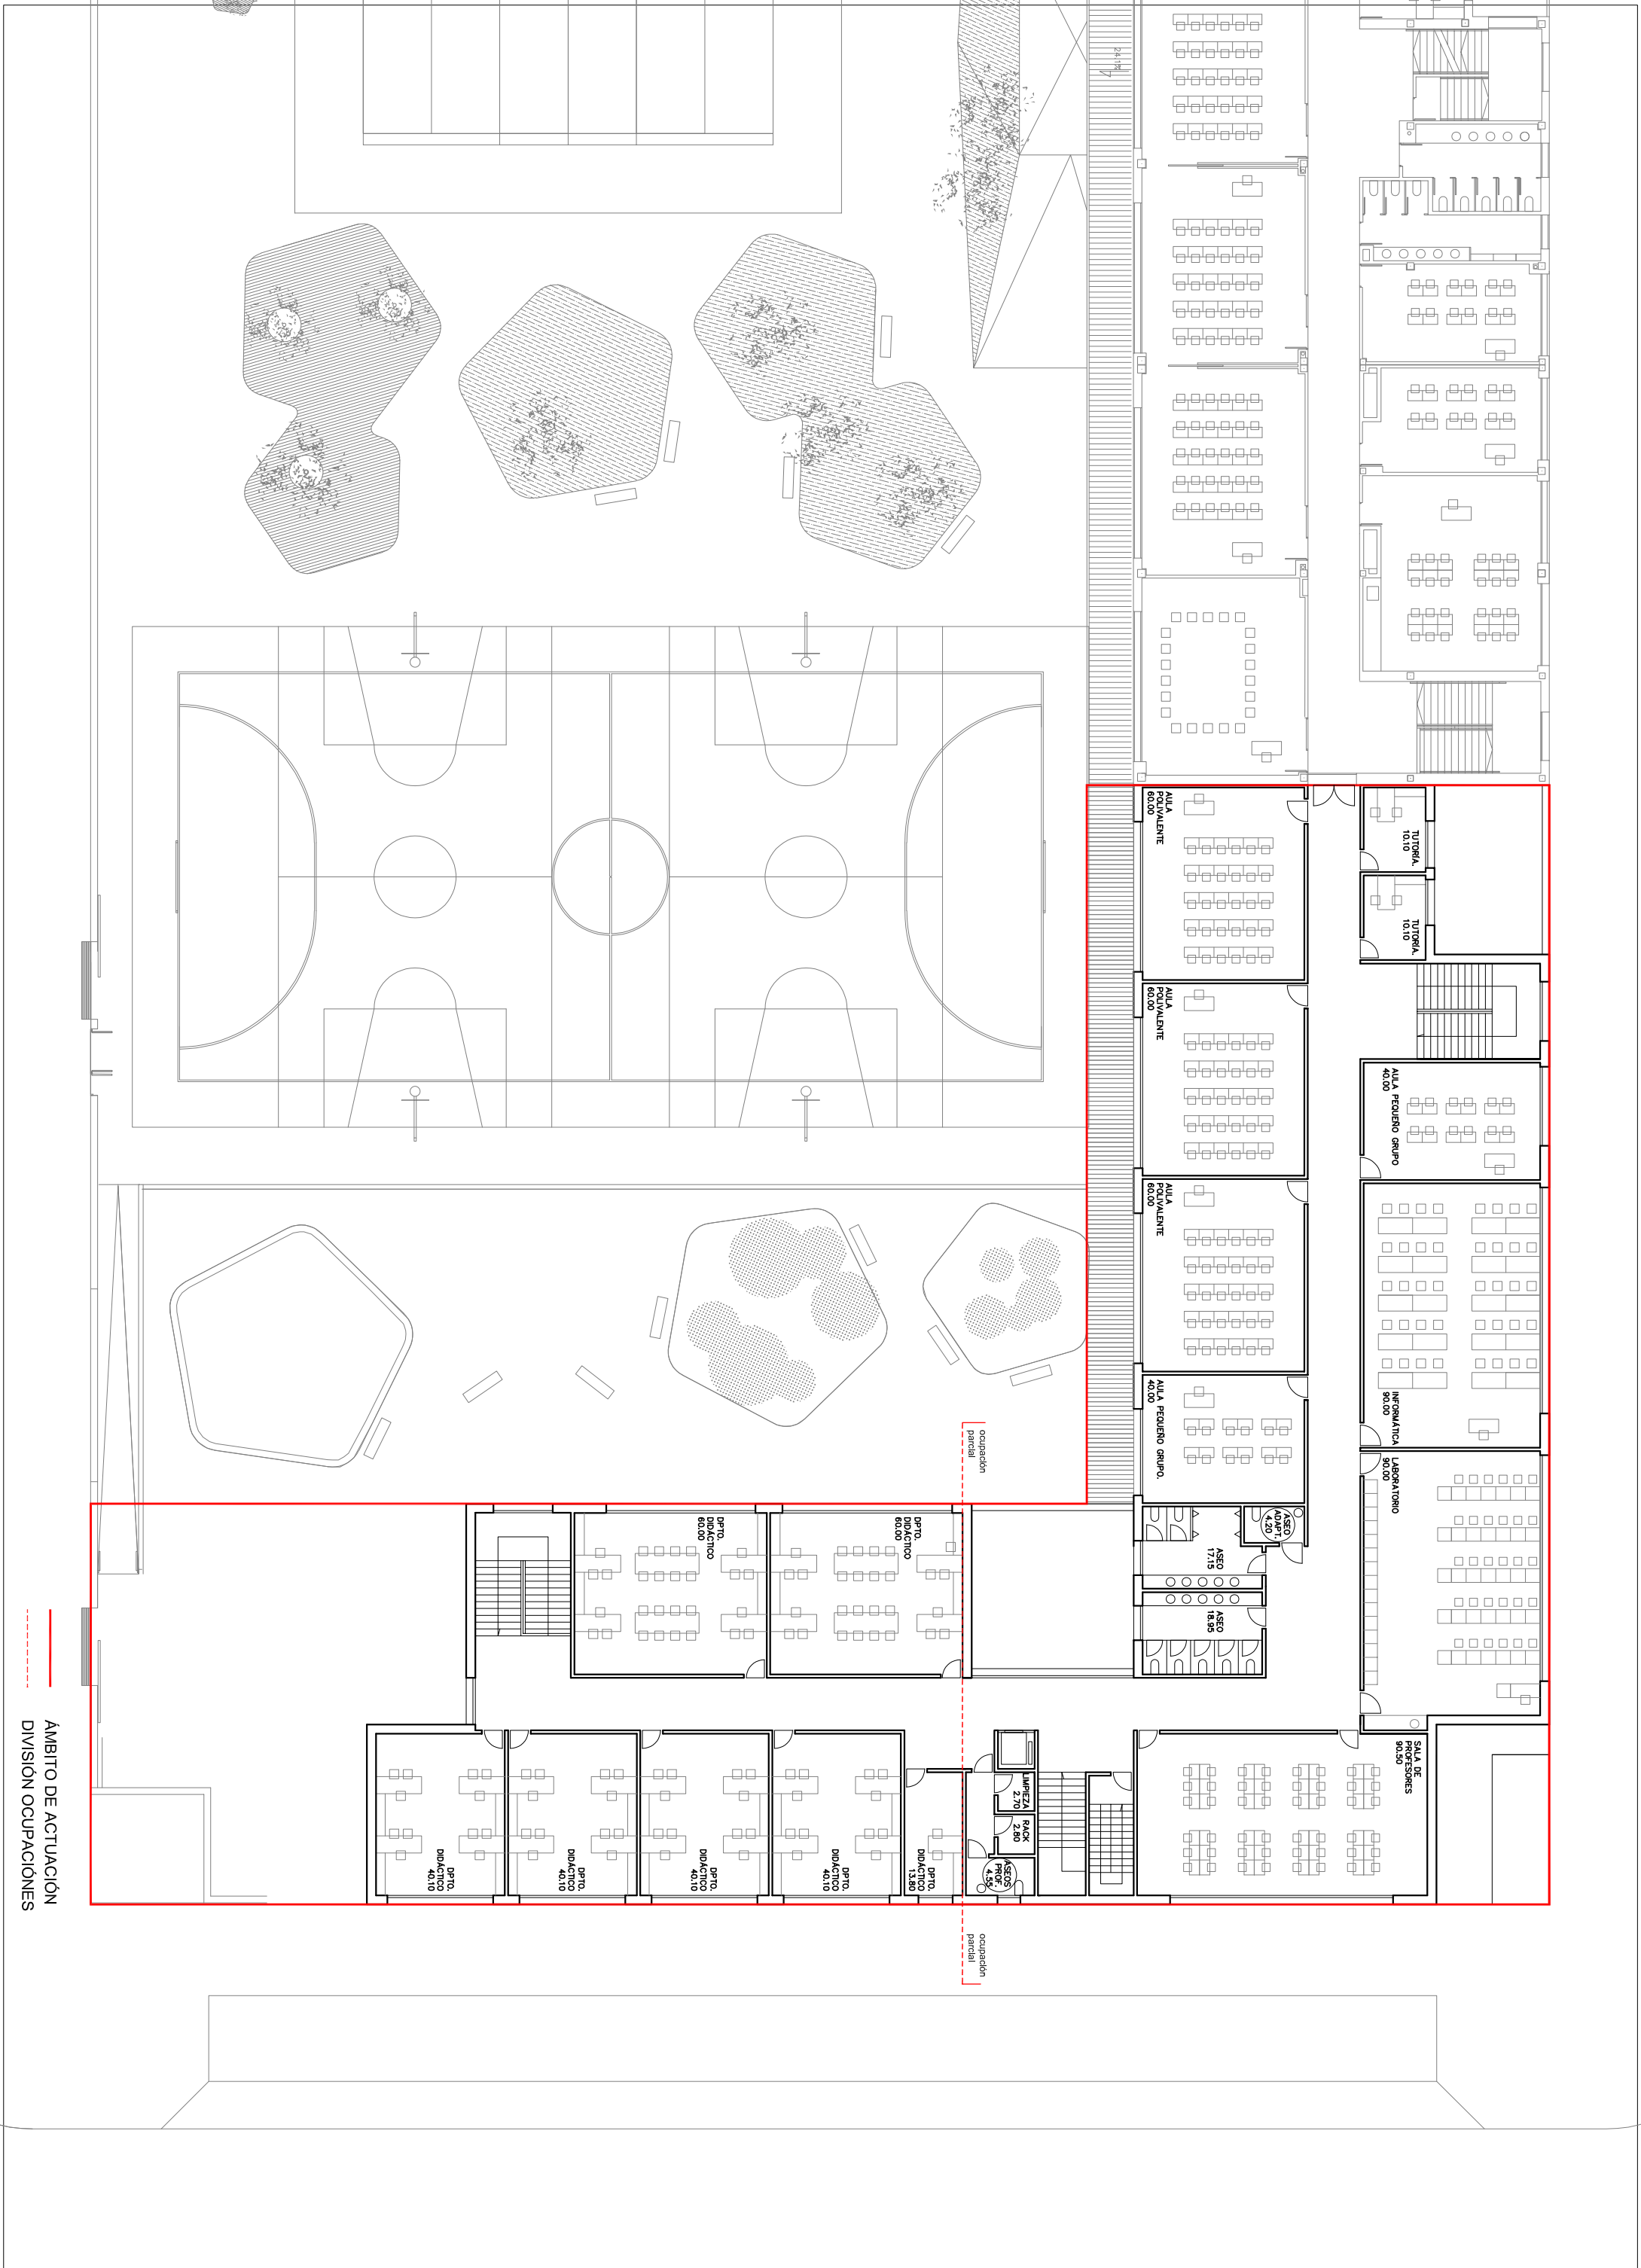 24.13
TUTORÍA.
10.10
TUTORÍA.
10.10
AULA
POLIVALENTE
60.00
AULA
POLIVALENTE
60.00
AULA
POLIVALENTE
60.00
AULA PEQUEÑO GRUPO
40.00
INFORMÁTICA
90.00
LABORATORIO
90.00
AULA PEQUEÑO GRUPO.
40.00
ASEO
ADAPT.
4.20
ASEO
17.15
ASEO
18.95
SALA DE
PROFESORES
90.50
ocupación
parcial
DPTO.
DIDÁCTICO
60.00
DPTO.
DIDÁCTICO
60.00
LIMPIEZA
2.70
RACK
2.80
ASEOS
PROF.
4.55
DPTO.
DIDÁCTICO
13.80
DPTO.
DIDÁCTICO
40.10
DPTO.
DIDÁCTICO
40.10
DPTO.
DIDÁCTICO
40.10
DPTO.
DIDÁCTICO
40.10
ocupación
parcial
ÁMBITO DE ACTUACIÓN
DIVISIÓN OCUPACIÓNES